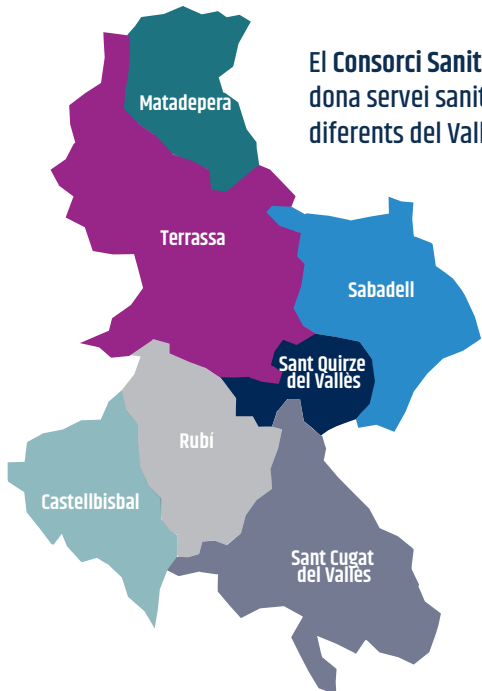 El Consorci Sanit
dona servei sanit
diferents del Vall
Matadepera
Terrassa
Sabadell
Sant Quirze
del Vallès
Rubí
Castellbisbal
Sant Cugat
del Vallès